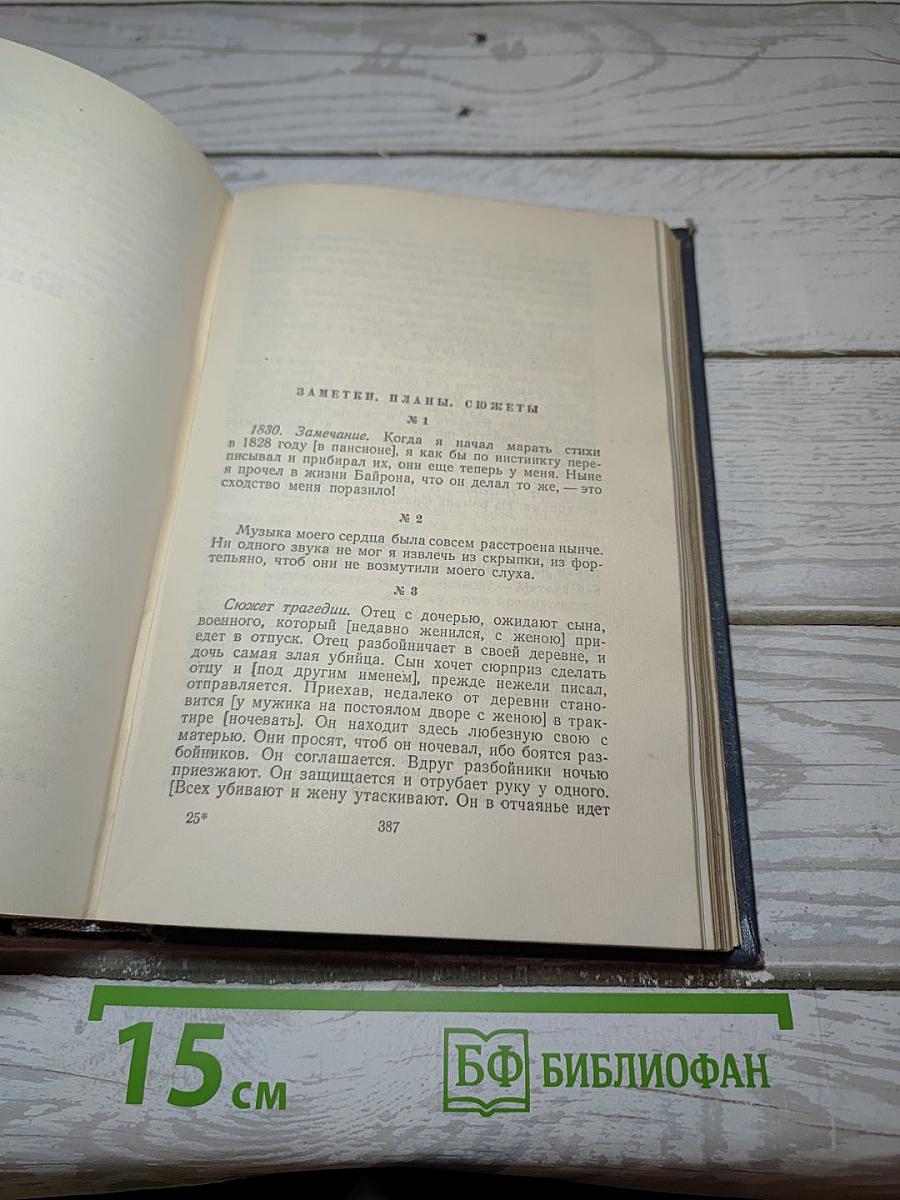 ЗАМЕТКИ. ПЛАНЫ. СЮЖЕТЫ
№ 1
1830. Замечание. Когда я начал марать стихи
в 1828 году [в пансионе], я как бы по инстинкту пере-
писывал и прибирал их, они еще теперь у меня. Ныне
я прочел в жизни Байрона, что он делал то же, — это
сходство меня поразило!
№ 2
Музыка моего сердца была совсем расстроена нынче.
Ни одного звука не мог я извлечь из скрыпки, из фор-
тепьяно, чтоб они не возмутили моего слуха.
№ 3
Сюжет трагедии. Отец с дочерью, ожидают сына,
военного, который [недавно женился, с женою] при-
едет в отпуск. Отец разбойничает в своей деревне, и
дочь самая злая убийца. Сын хочет сюрприз сделать
отцу и [под другим именем], прежде нежели писал,
отправляется. Приехав, недалеко от деревни стано-
вится [у мужика на постоялом дворе с женою] в трак-
тире [ночевать]. Он находит здесь любезную свою с
матерью. Они просят, чтоб он ночевал, ибо боятся раз-
бойников. Он соглашается. Вдруг разбойники ночью
приезжают. Он защищается и отрубает руку у одного.
[Всех убивают и жену утаскивают. Он в отчаянье идет
25*
387
15 см
БФ БИБЛИОФАН